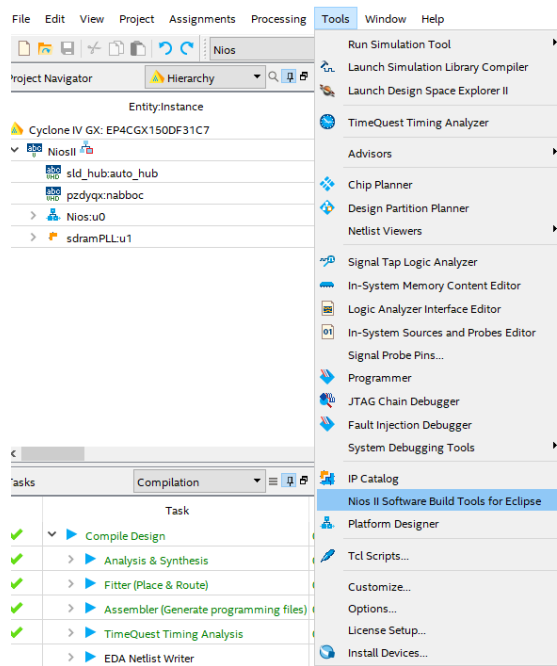 File Edit View Project Assignments Processing Tools Window Help
Nios
Project Navigator
Hierarchy
Entity:Instance
Cyclone IV GX: EP4CGX150DF31C7
NiosII
sld_hub:auto_hub
pzdyqx:nabboc
Nios:u0
sdramPLL:u1
Run Simulation Tool
Launch Simulation Library Compiler
Launch Design Space Explorer II
TimeQuest Timing Analyzer
Advisors
Chip Planner
Design Partition Planner
Netlist Viewers
Signal Tap Logic Analyzer
In-System Memory Content Editor
Logic Analyzer Interface Editor
In-System Sources and Probes Editor
Signal Probe Pins...
Programmer
JTAG Chain Debugger
Fault Injection Debugger
System Debugging Tools
IP Catalog
Nios II Software Build Tools for Eclipse
Platform Designer
Tcl Scripts...
Customize...
Options...
License Setup...
Install Devices...
Tasks
Compilation
Task
Compile Design
Analysis & Synthesis
Fitter (Place & Route)
Assembler (Generate programming files)
TimeQuest Timing Analysis
EDA Netlist Writer